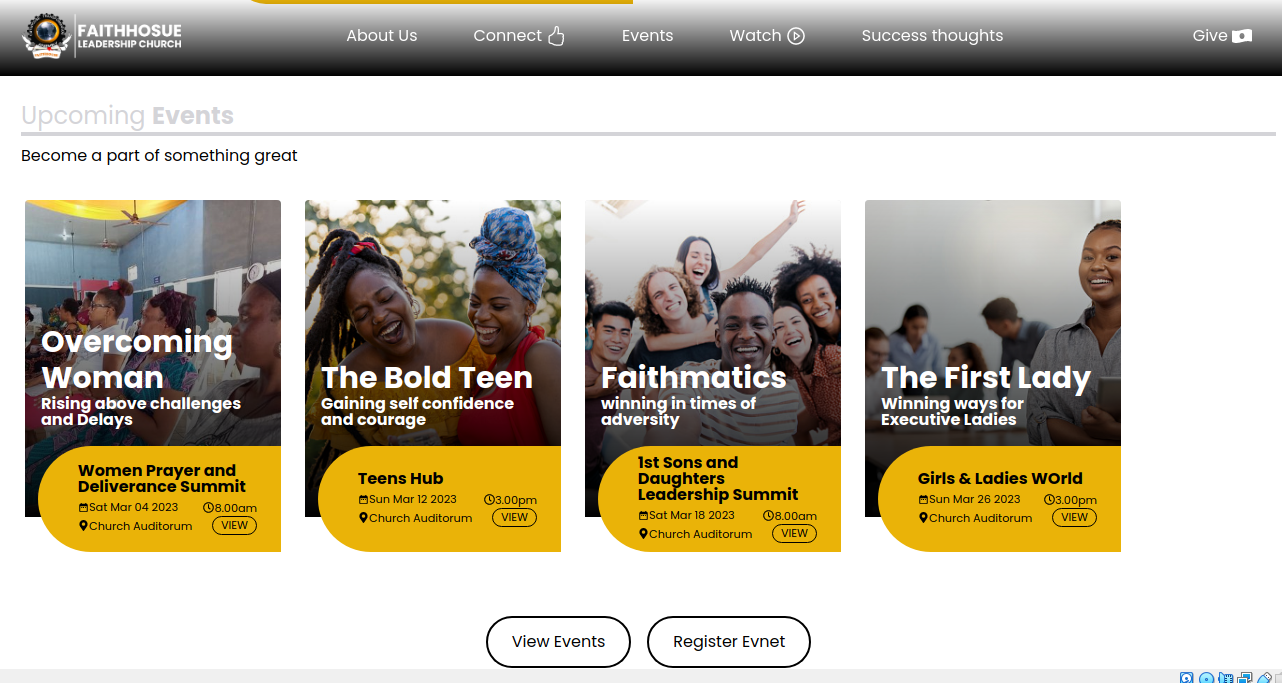 FAITHHOSUE
LEADERSHIP CHURCH
About Us
Connect
Events
Watch
Success thoughts
Give
Upcoming Events
Become a part of something great
Overcoming
Woman
Rising above challenges
and Delays
Women Prayer and
Deliverance Summit
Sat Mar 04 2023
8.00am
Church Auditorum
VIEW
The Bold Teen
Gaining self confidence
and courage
Teens Hub
Sun Mar 12 2023
3.00pm
Church Auditorum
VIEW
Faithmatics
winning in times of
adversity
1st Sons and
Daughters
Leadership Summit
Sat Mar 18 2023
8.00am
Church Auditorum
VIEW
The First Lady
Winning ways for
Executive Ladies
Girls & Ladies WOrld
Sun Mar 26 2023
3.00pm
Church Auditorum
VIEW
View Events
Register Evnet